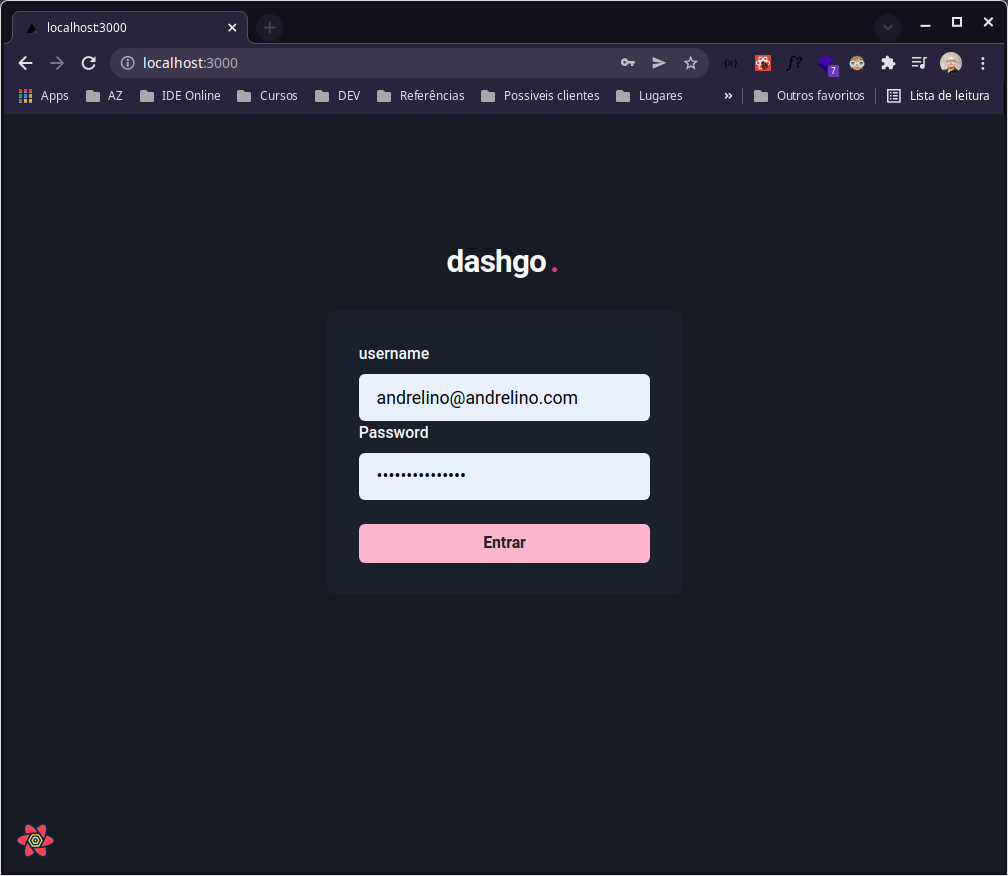 localhost:3000
localhost:3000
f?
7
Apps AZ IDE Online Cursos DEV Referências Possiveis clientes Lugares » Outros favoritos Lista de leitura
dashgo .
username
andrelino@andrelino.com
Password
•••••••••••••••
Entrar